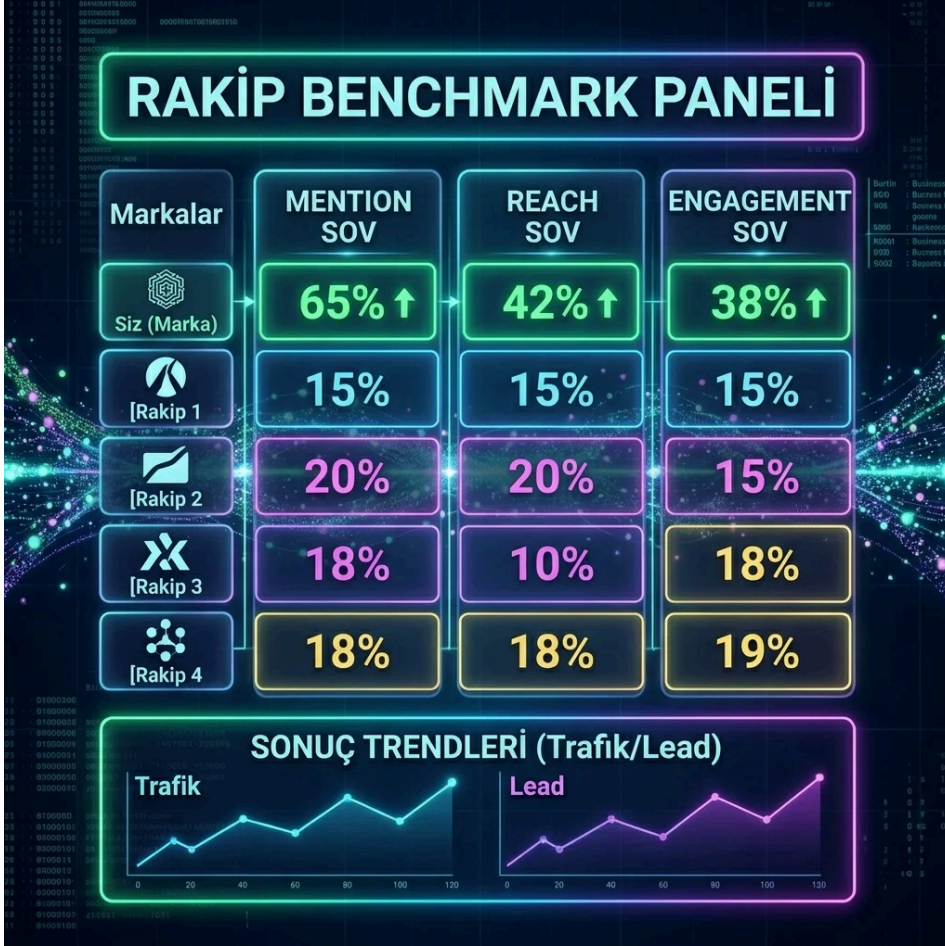 RAKİP BENCHMARK PANELİ
Markalar
MENTION
SOV
REACH
SOV
ENGAGEMENT
SOV
Siz (Marka)
65% ↑
42% ↑
38% ↑
[Rakip 1
15%
15%
15%
[Rakip 2
20%
20%
15%
[Rakip 3
18%
10%
18%
[Rakip 4
18%
18%
19%
SONUÇ TRENDLERİ (Trafik/Lead)
Trafik
0 20 40 60 80 100 120
Lead
0 20 40 60 80 100 120